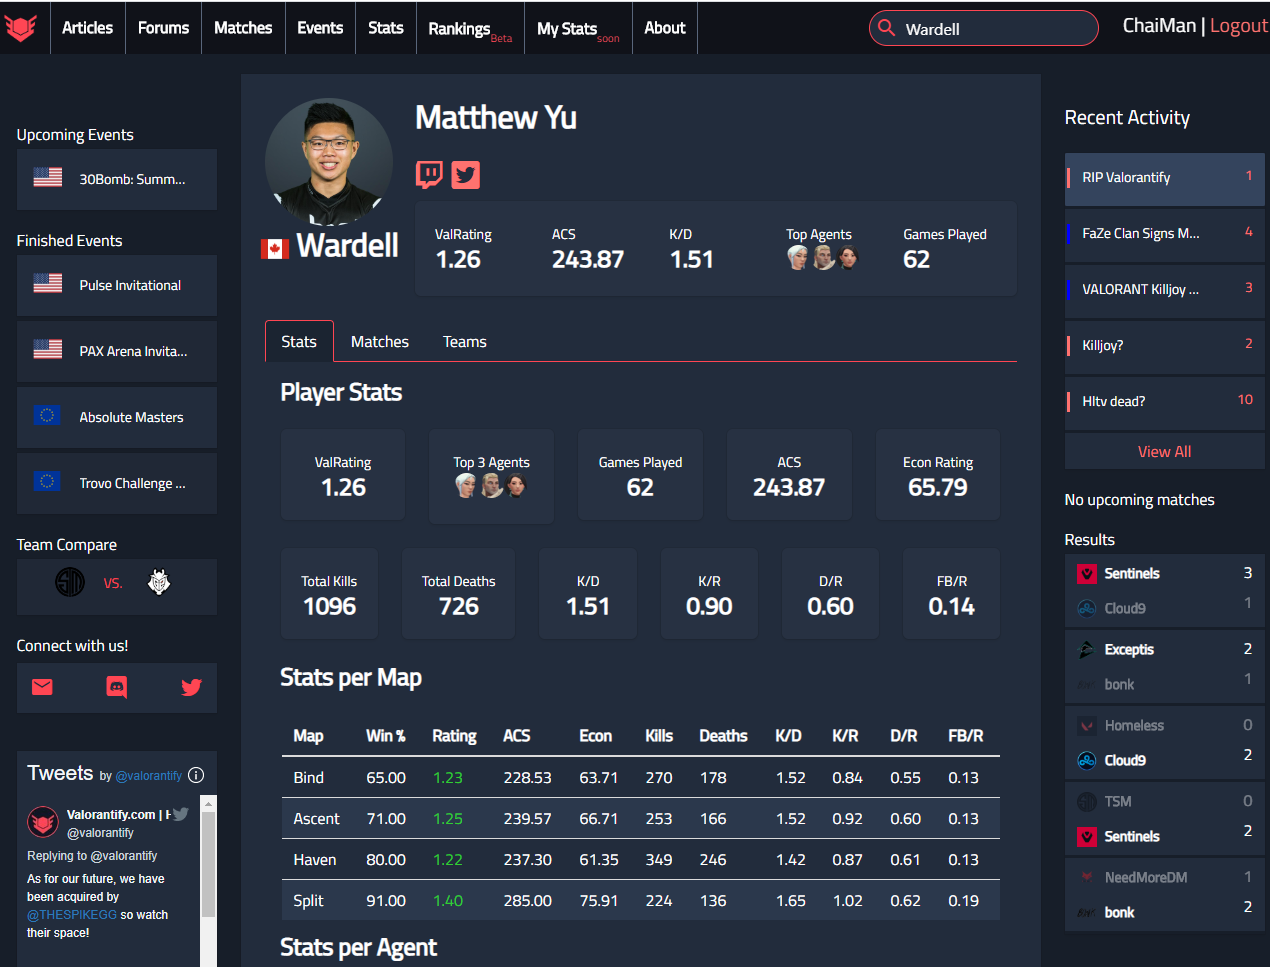 Articles
Forums
Matches
Events
Stats
Rankings Beta
My Stats soon
About
Wardell
ChaiMan | Logout
Upcoming Events
30Bomb: Summ...
Finished Events
Pulse Invitational
PAX Arena Invita...
Absolute Masters
Trovo Challenge ...
Team Compare
VS.
Connect with us!
Tweets by @valorantify
Valorantify.com |
@valorantify
Replying to @valorantify
As for our future, we have
been acquired by
@THESPIKEGG so watch
their space!
Matthew Yu
Wardell
ValRating
1.26
ACS
243.87
K/D
1.51
Top Agents
Games Played
62
Stats
Matches
Teams
Player Stats
ValRating
1.26
Top 3 Agents
Games Played
62
ACS
243.87
Econ Rating
65.79
Total Kills
1096
Total Deaths
726
K/D
1.51
K/R
0.90
D/R
0.60
FB/R
0.14
Stats per Map
Map Win % Rating ACS Econ Kills Deaths K/D K/R D/R FB/R
Bind 65.00 1.23 228.53 63.71 270 178 1.52 0.84 0.55 0.13
Ascent 71.00 1.25 239.57 66.71 253 166 1.52 0.92 0.60 0.13
Haven 80.00 1.22 237.30 61.35 349 246 1.42 0.87 0.61 0.13
Split 91.00 1.40 285.00 75.91 224 136 1.65 1.02 0.62 0.19
Stats per Agent
Recent Activity
RIP Valorantify 1
FaZe Clan Signs M... 4
VALORANT Killjoy ... 3
Killjoy? 2
Hltv dead? 10
View All
No upcoming matches
Results
Sentinels 3
Cloud9 1
Exceptis 2
bonk 1
Homeless 0
Cloud9 2
TSM 0
Sentinels 2
NeedMoreDM 1
bonk 2